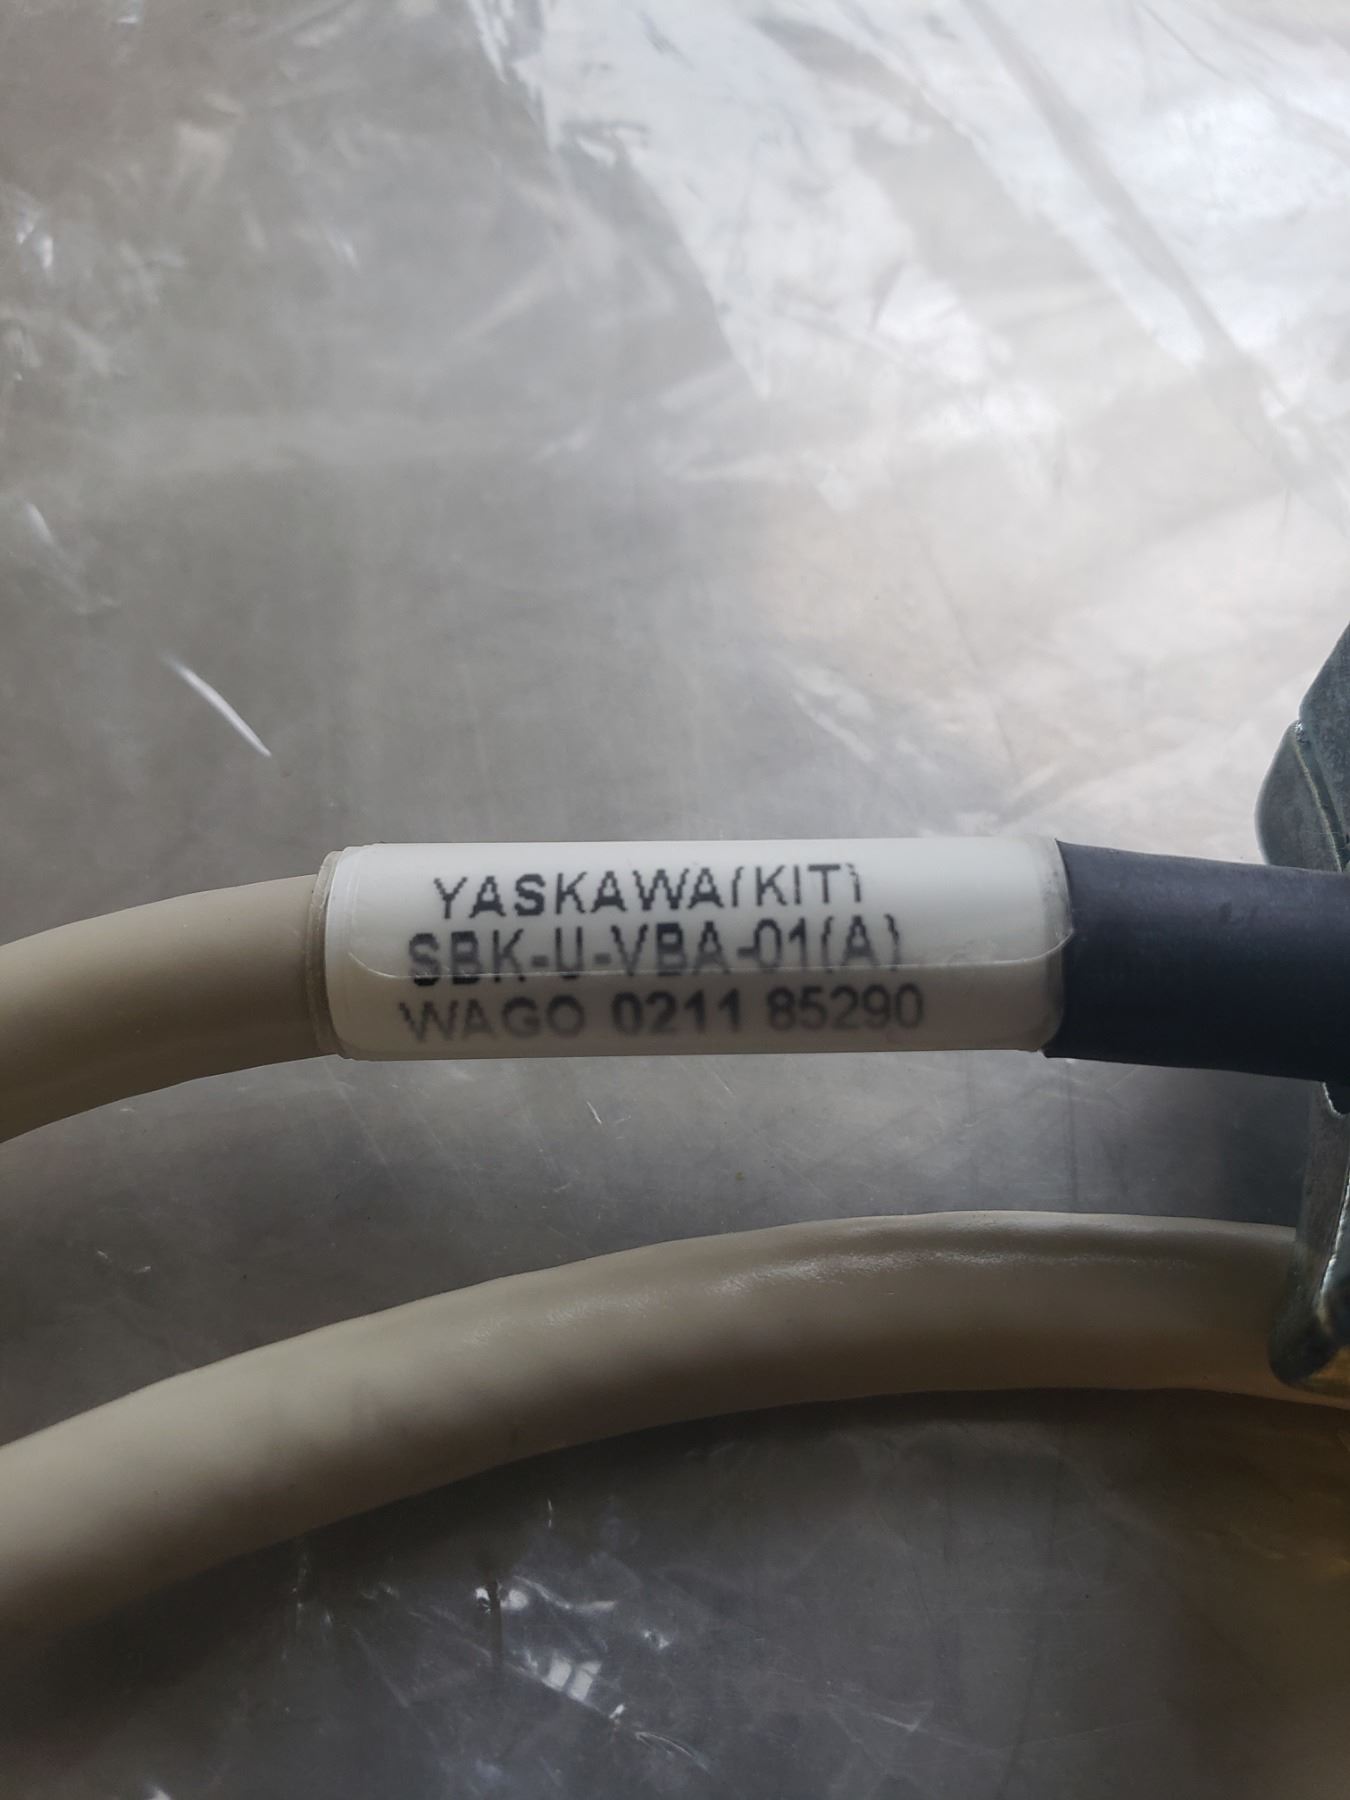 YASKAWA(KIT)
SBK-U-VBA-01(A)
WAGO 0211 85290